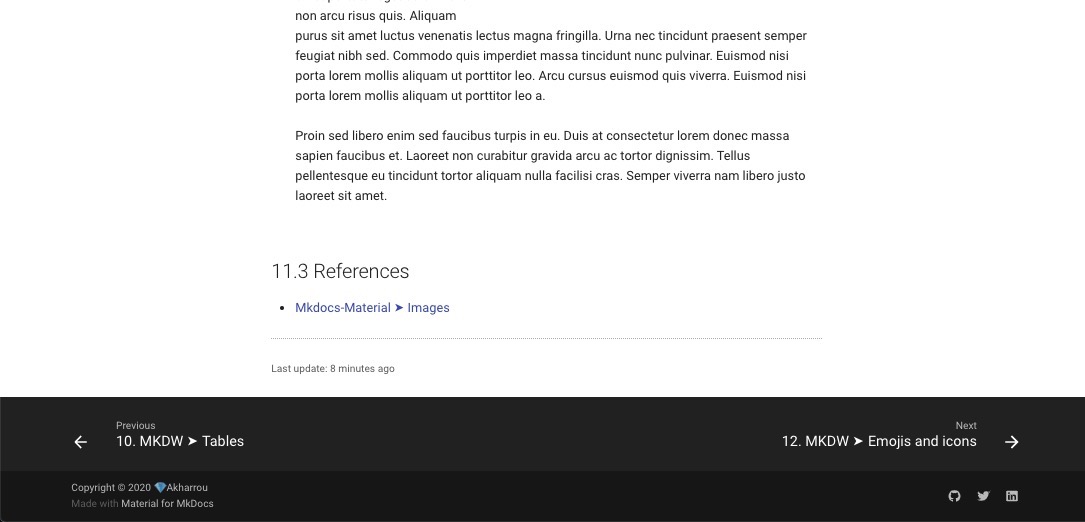 non arcu risus quis. Aliquam
purus sit amet luctus venenatis lectus magna fringilla. Urna nec tincidunt praesent semper
feugiat nibh sed. Commodo quis imperdiet massa tincidunt nunc pulvinar. Euismod nisi
porta lorem mollis aliquam ut porttitor leo. Arcu cursus euismod quis viverra. Euismod nisi
porta lorem mollis aliquam ut porttitor leo a.
Proin sed libero enim sed faucibus turpis in eu. Duis at consectetur lorem donec massa
sapien faucibus et. Laoreet non curabitur gravida arcu ac tortor dignissim. Tellus
pellentesque eu tincidunt tortor aliquam nulla facilisi cras. Semper viverra nam libero justo
laoreet sit amet.
11.3 References
• Mkdocs-Material ➤ Images
Last update: 8 minutes ago
Previous
10. MKDW ➤ Tables
Next
12. MKDW ➤ Emojis and icons
Copyright © 2020 💎Akharrou
Made with Material for MkDocs